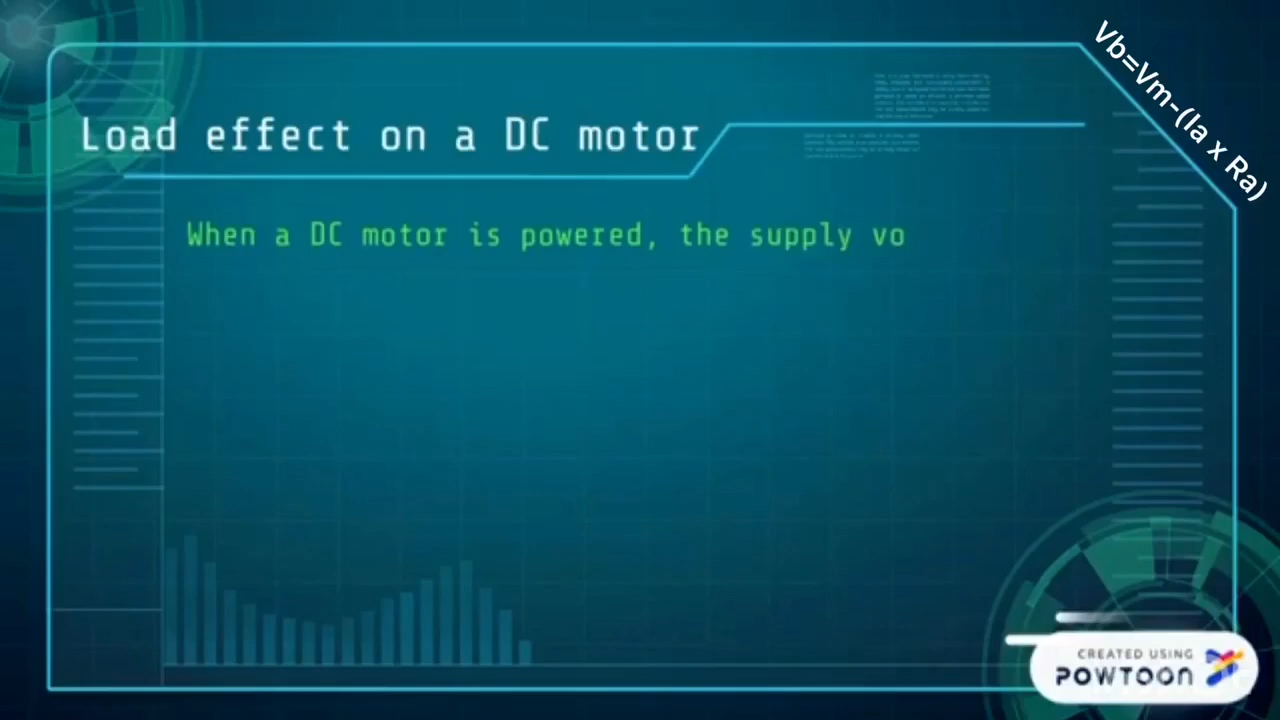 Vb=Vm-(Ia x Ra)
Load effect on a DC motor
When a DC motor is powered, the supply vo
CREATED USING
POWTOON